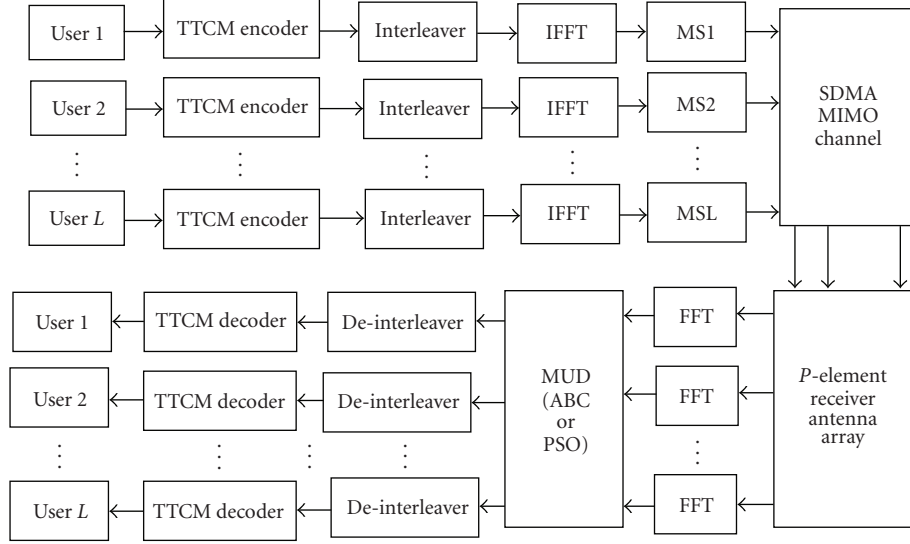 User 1
TTCM encoder
Interleaver
IFFT
MS1
User 2
TTCM encoder
Interleaver
IFFT
MS2
User L
TTCM encoder
Interleaver
IFFT
MSL
SDMA
MIMO
channel
User 1
TTCM decoder
De-interleaver
FFT
User 2
TTCM decoder
De-interleaver
FFT
User L
TTCM decoder
De-interleaver
FFT
MUD
(ABC
or
PSO)
P-element
receiver
antenna
array